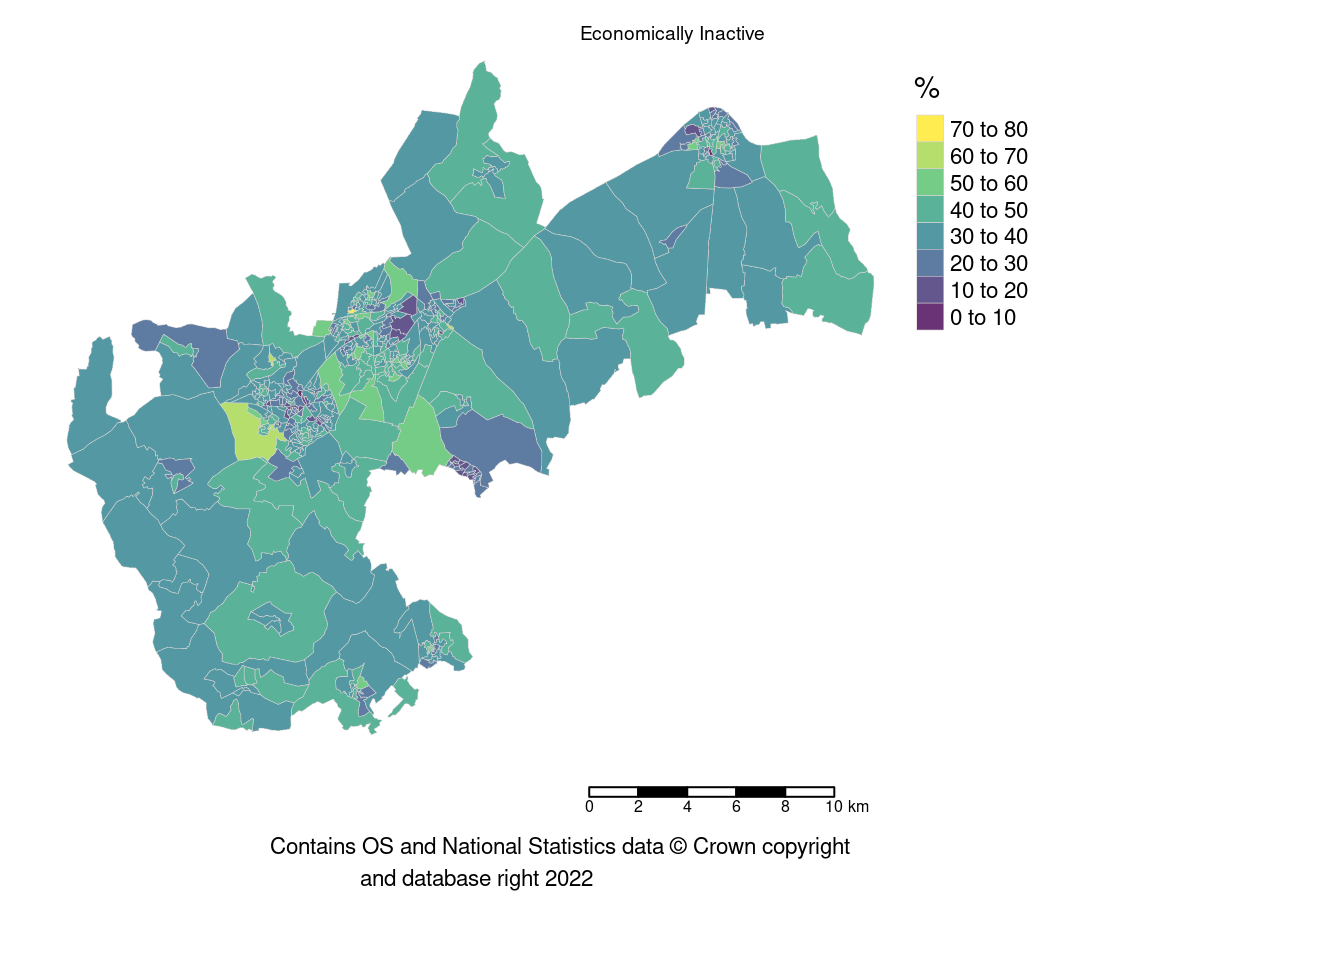 Economically Inactive
%
70 to 80
60 to 70
50 to 60
40 to 50
30 to 40
20 to 30
10 to 20
0 to 10
0 2 4 6 8 10 km
Contains OS and National Statistics data © Crown copyright
and database right 2022